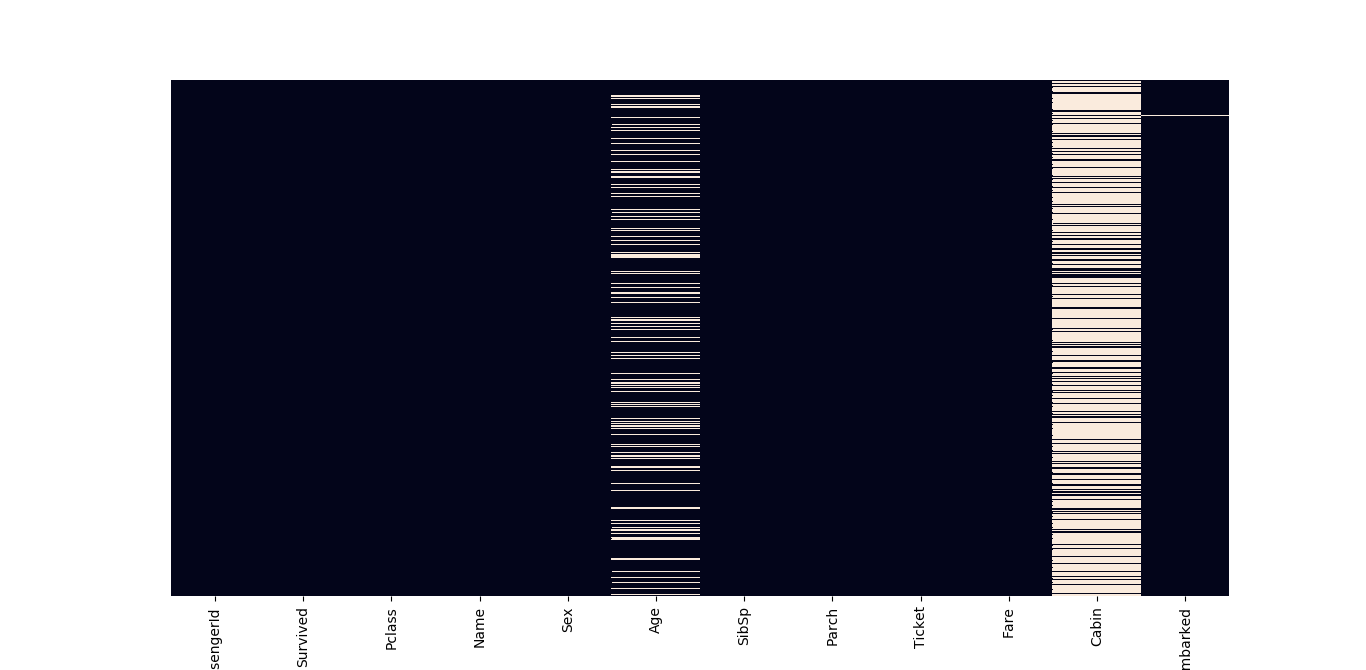 sengerId
Survived
Pclass
Name
Sex
Age
SibSp
Parch
Ticket
Fare
Cabin
mbarked